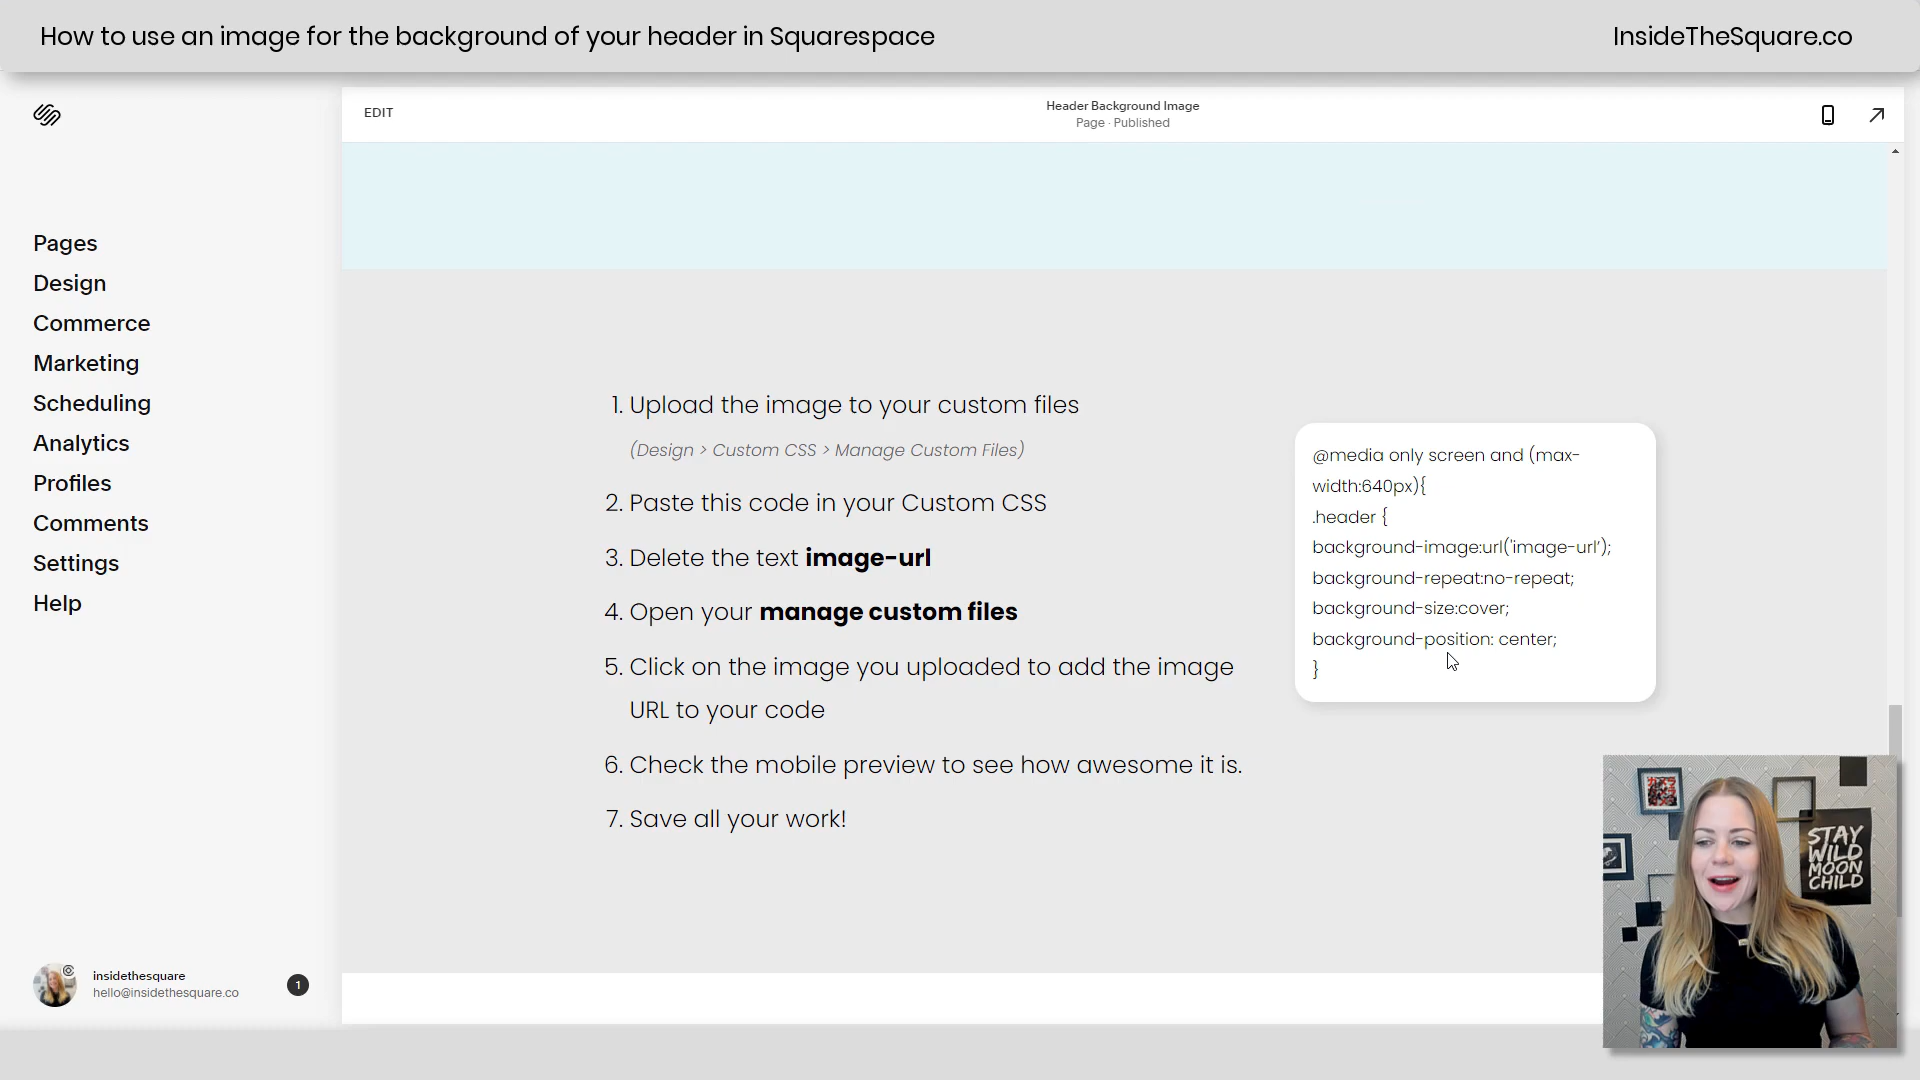 How to use an image for the background of your header in Squarespace
InsideTheSquare.co
EDIT
Header Background Image
Page · Published
Pages
Design
Commerce
Marketing
Scheduling
Analytics
Profiles
Comments
Settings
Help
1. Upload the image to your custom files
(Design > Custom CSS > Manage Custom Files)
2. Paste this code in your Custom CSS
3. Delete the text image-url
4. Open your manage custom files
5. Click on the image you uploaded to add the image
URL to your code
6. Check the mobile preview to see how awesome it is.
7. Save all your work!
@media only screen and (max-
width:640px){
.header {
background-image:url('image-url');
background-repeat:no-repeat;
background-size:cover;
background-position: center;
}
STAY
WILD
MOON
CHILD
insidethesquare
hello@insidethesquare.co
1